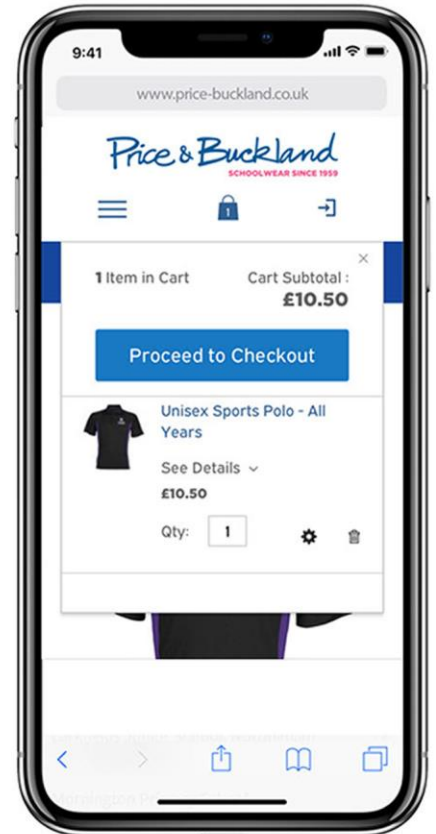 9:41
www.price-buckland.co.uk
Price & Buckland
SCHOOLWEAR SINCE 1959
1
×
1 Item in Cart
Cart Subtotal :
£10.50
Proceed to Checkout
Unisex Sports Polo - All
Years
See Details
£10.50
Qty: 1